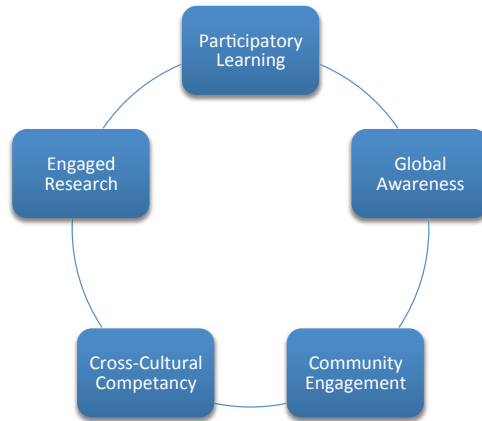 Participatory
Learning
Global
Awareness
Community
Engagement
Cross-Cultural
Competancy
Engaged
Research